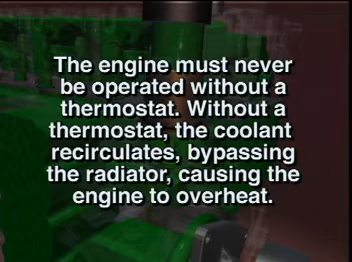 The engine must never
be operated without a
thermostat. Without a
thermostat, the coolant
recirculates, bypassing
the radiator, causing the
engine to overheat.